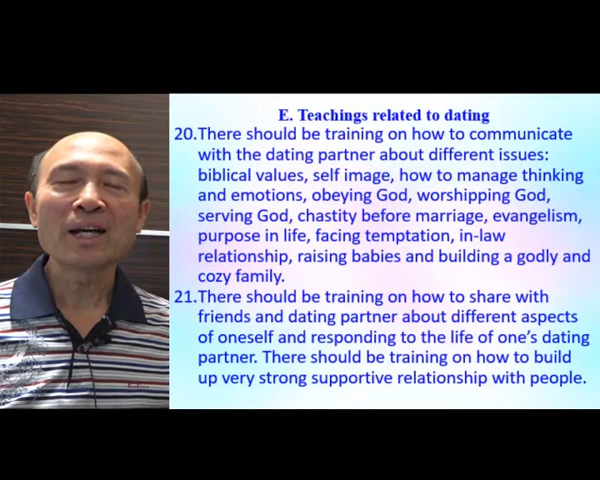 E. Teachings related to dating
20.There should be training on how to communicate
with the dating partner about different issues:
biblical values, self image, how to manage thinking
and emotions, obeying God, worshipping God,
serving God, chastity before marriage, evangelism,
purpose in life, facing temptation, in-law
relationship, raising babies and building a godly and
cozy family.
21.There should be training on how to share with
friends and dating partner about different aspects
of oneself and responding to the life of one's dating
partner. There should be training on how to build
up very strong supportive relationship with people.